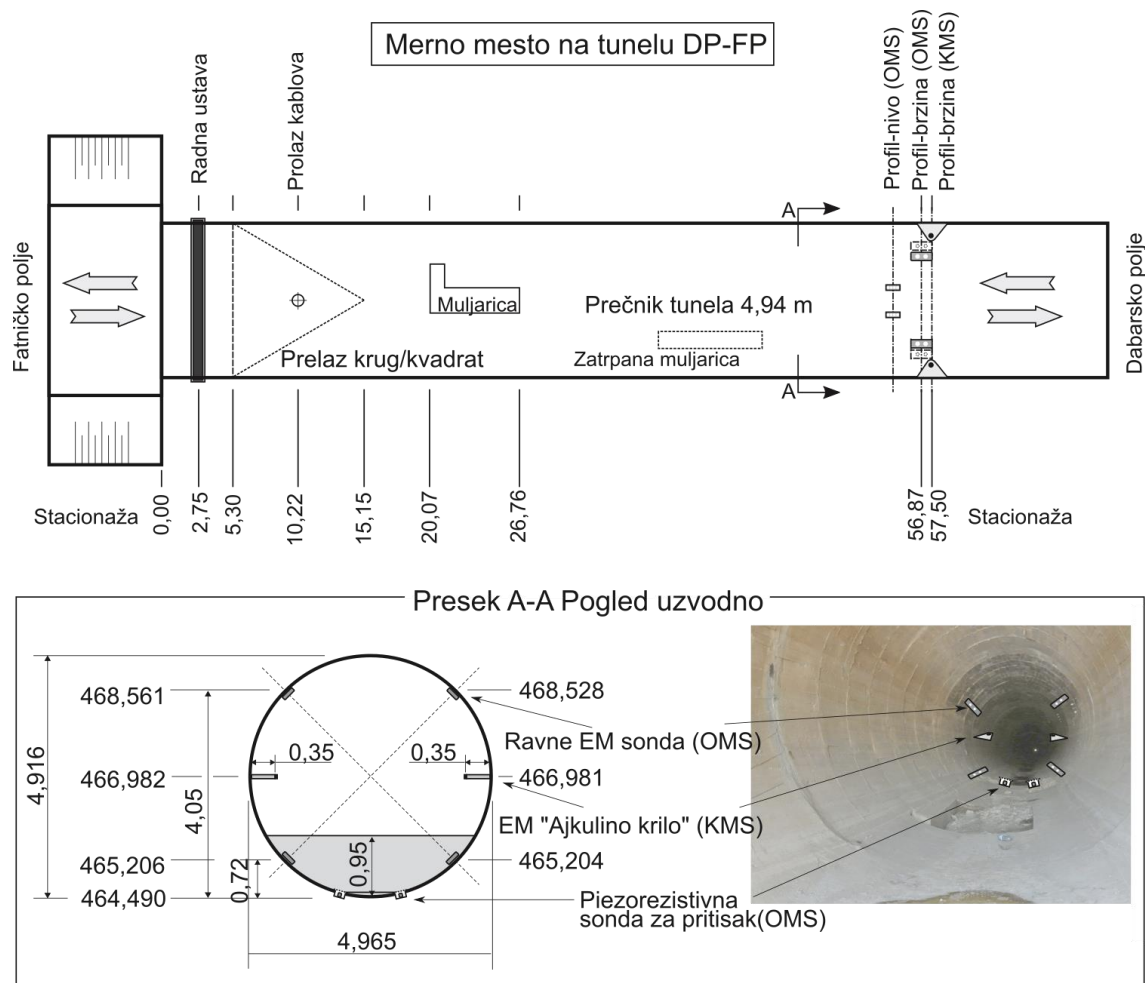 Merno mesto na tunelu DP-FP
Radna ustava
Prolaz kablova
Profil-nivo (OMS)
Profil-brzina (OMS)
Profil-brzina (KMS)
A
Fatničko polje
Muljarica
Prečnik tunela 4,94 m
Prelaz krug/kvadrat
Zatrpana muljarica
A
Dabarsko polje
Stacionaža
0,00
2,75
5,30
10,22
15,15
20,07
26,76
56,87
57,50
Stacionaža
Presek A-A Pogled uzvodno
468,561
468,528
Ravne EM sonda (OMS)
0,35
0,35
4,916
466,982
466,981
4,05
EM "Ajkulino krilo" (KMS)
0,95
465,206
465,204
0,72
464,490
Piezorezistivna
sonda za pritisak(OMS)
4,965